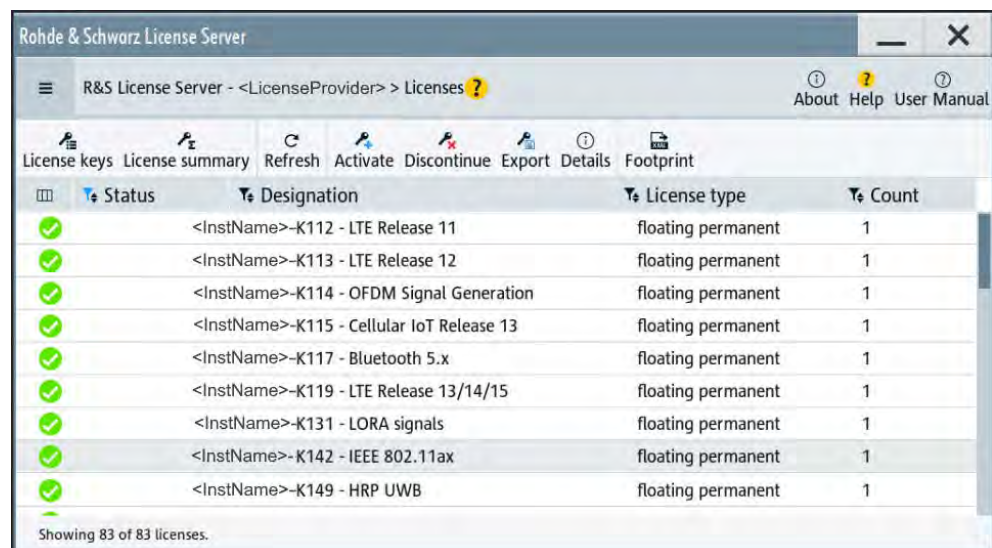 Rohde & Schwarz License Server
R&S License Server - <LicenseProvider> > Licenses ?
About Help User Manual
License keys License summary Refresh Activate Discontinue Export Details Footprint
Status Designation License type Count
<InstName>-K112 - LTE Release 11 floating permanent 1
<InstName>-K113 - LTE Release 12 floating permanent 1
<InstName>-K114 - OFDM Signal Generation floating permanent 1
<InstName>-K115 - Cellular IoT Release 13 floating permanent 1
<InstName>-K117 - Bluetooth 5.x floating permanent 1
<InstName>-K119 - LTE Release 13/14/15 floating permanent 1
<InstName>-K131 - LORA signals floating permanent 1
<InstName>-K142 - IEEE 802.11ax floating permanent 1
<InstName>-K149 - HRP UWB floating permanent 1
Showing 83 of 83 licenses.